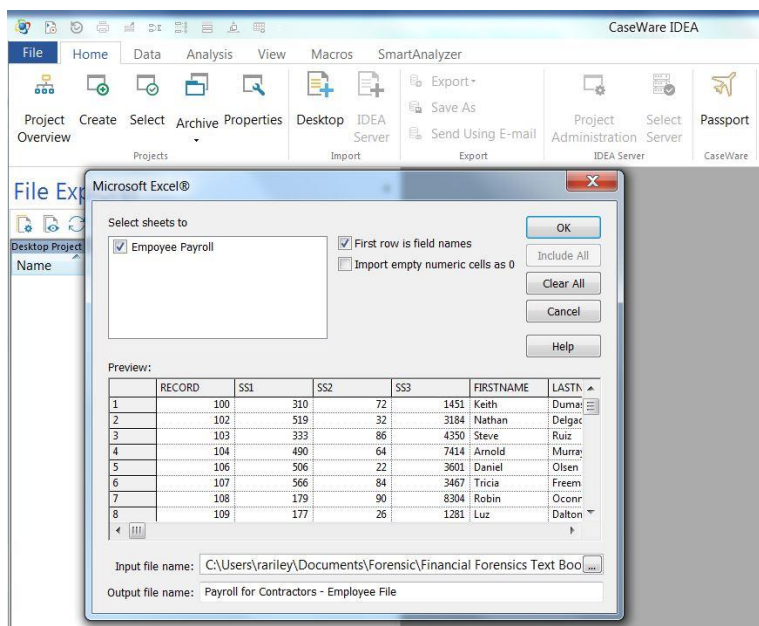 CaseWare IDEA
File Home Data Analysis View Macros SmartAnalyzer
Export
Save As
Send Using E-mail
Project Overview Create Select Archive Properties Desktop IDEA Server Project Administration Select Server Passport
Projects Import Export IDEA Server CaseWare
File Exp
Microsoft Excel® X
Desktop Project
Name
Select sheets to
Empoyee Payroll
First row is field names
Import empty numeric cells as 0
OK
Include All
Clear All
Cancel
Help
Preview:
RECORD SS1 SS2 SS3 FIRSTNAME LASTN
1 100 310 72 1451 Keith Dumas
2 102 519 32 3184 Nathan Delgac
3 103 333 86 4350 Steve Ruiz
4 104 490 64 7414 Arnold Murray
5 106 506 22 3601 Daniel Olsen
6 107 566 84 3467 Tricia Freem
7 108 179 90 8304 Robin Oconr
8 109 177 26 1281 Luz Dalton
Input file name: C:\Users\rariley\Documents\Forensic\Financial Forensics Text Boo ...
Output file name: Payroll for Contractors - Employee File